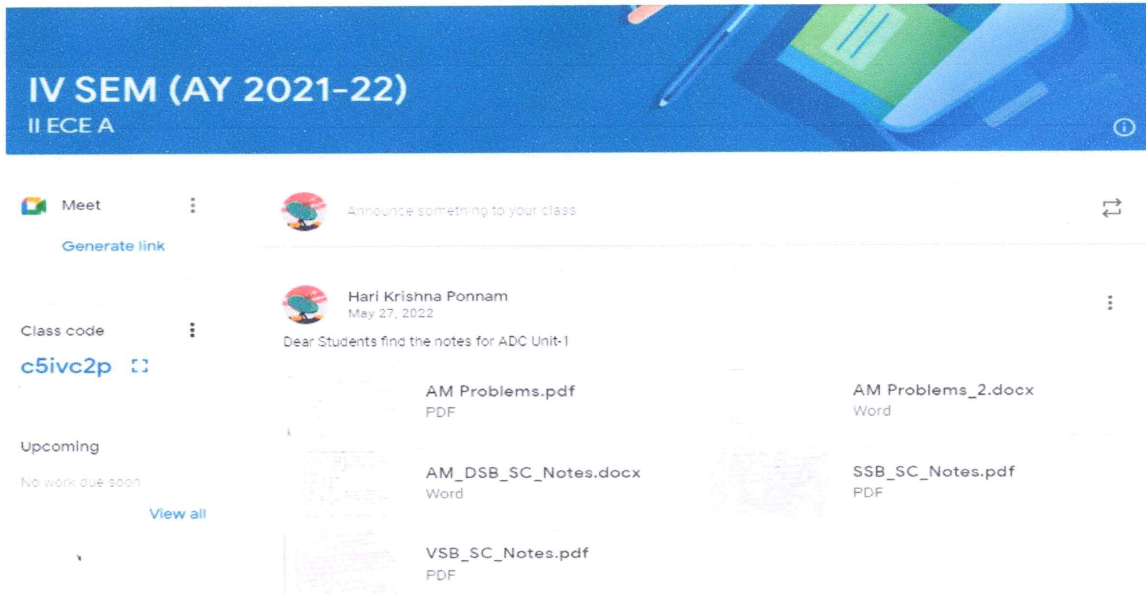 IV SEM (AY 2021-22)
II ECE A
Meet
Generate link
Class code
c5ivc2p
Upcoming
No work due soon
View all
Announce something to your class
Hari Krishna Ponnam
May 27, 2022
Dear Students find the notes for ADC Unit-1
AM Problems.pdf
PDF
AM Problems_2.docx
Word
AM_DSB_SC_Notes.docx
Word
SSB_SC_Notes.pdf
PDF
VSB_SC_Notes.pdf
PDF